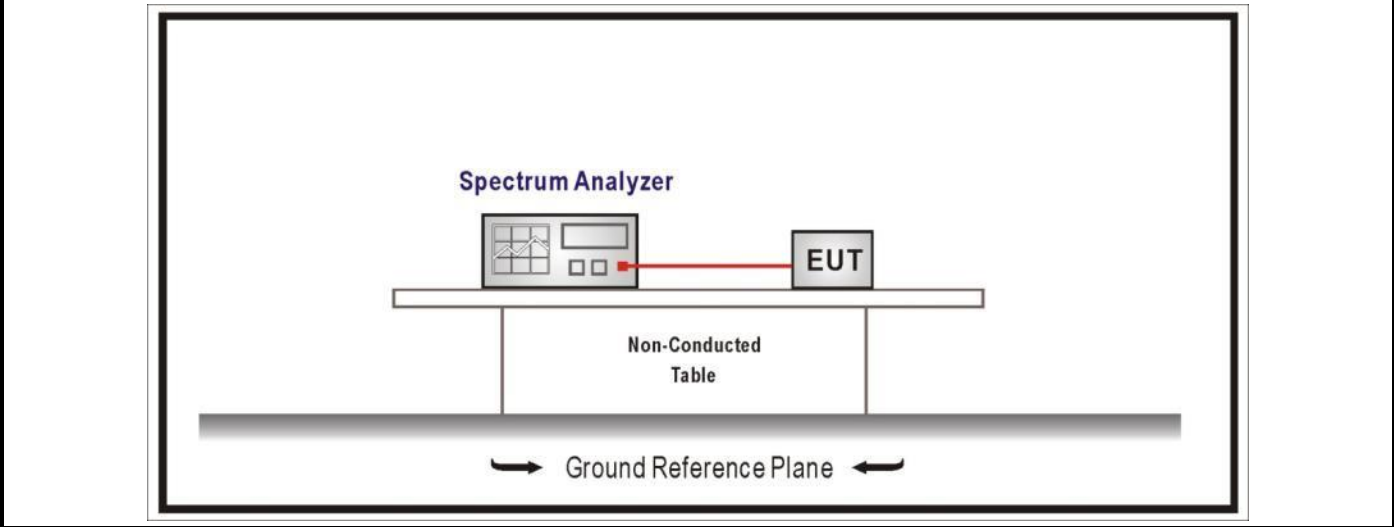 Spectrum Analyzer
EUT
Non-Conducted
Table
Ground Reference Plane